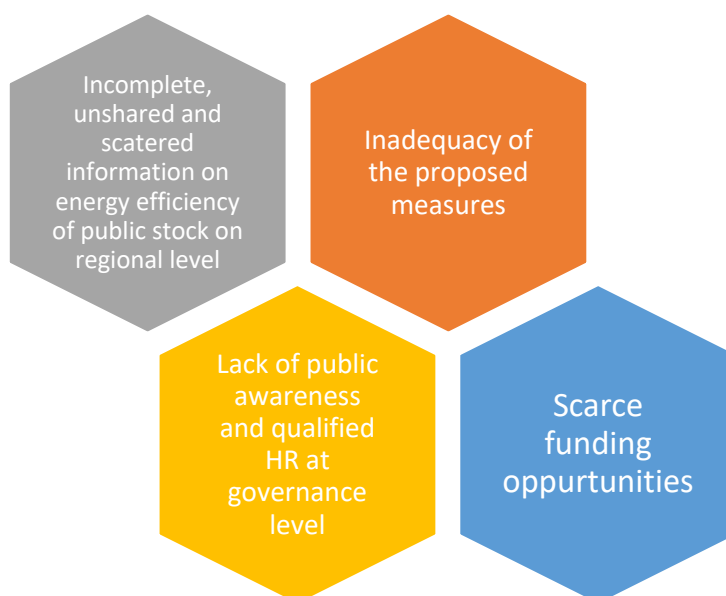 Incomplete,
unshared and
scatered
information on
energy efficiency
of public stock on
regional level
Inadequacy of
the proposed
measures
Lack of public
awareness
and qualified
HR at
governance
level
Scarce
funding
oppurtunities